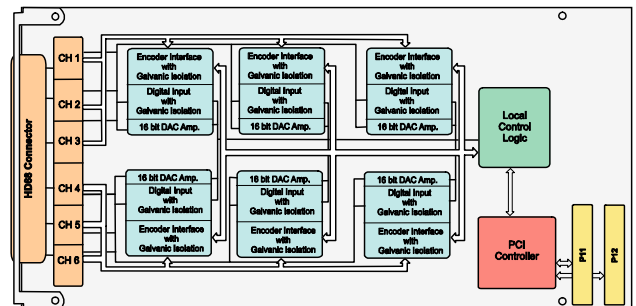 HD68 Connector
CH 1
CH 2
CH 3
CH 4
CH 5
CH 6
Encoder Interface
with
Galvanic Isolation
Digital Input
with
Galvanic Isolation
16 bit DAC Amp.
Encoder Interface
with
Galvanic Isolation
Digital Input
with
Galvanic Isolation
16 bit DAC Amp.
Encoder Interface
with
Galvanic Isolation
Digital Input
with
Galvanic Isolation
16 bit DAC Amp.
16 bit DAC Amp.
Digital Input
with
Galvanic Isolation
Encoder Interface
with
Galvanic Isolation
16 bit DAC Amp.
Digital Input
with
Galvanic Isolation
Encoder Interface
with
Galvanic Isolation
16 bit DAC Amp.
Digital Input
with
Galvanic Isolation
Encoder Interface
with
Galvanic Isolation
Local
Control
Logic
PCI
Controller
P11
P12